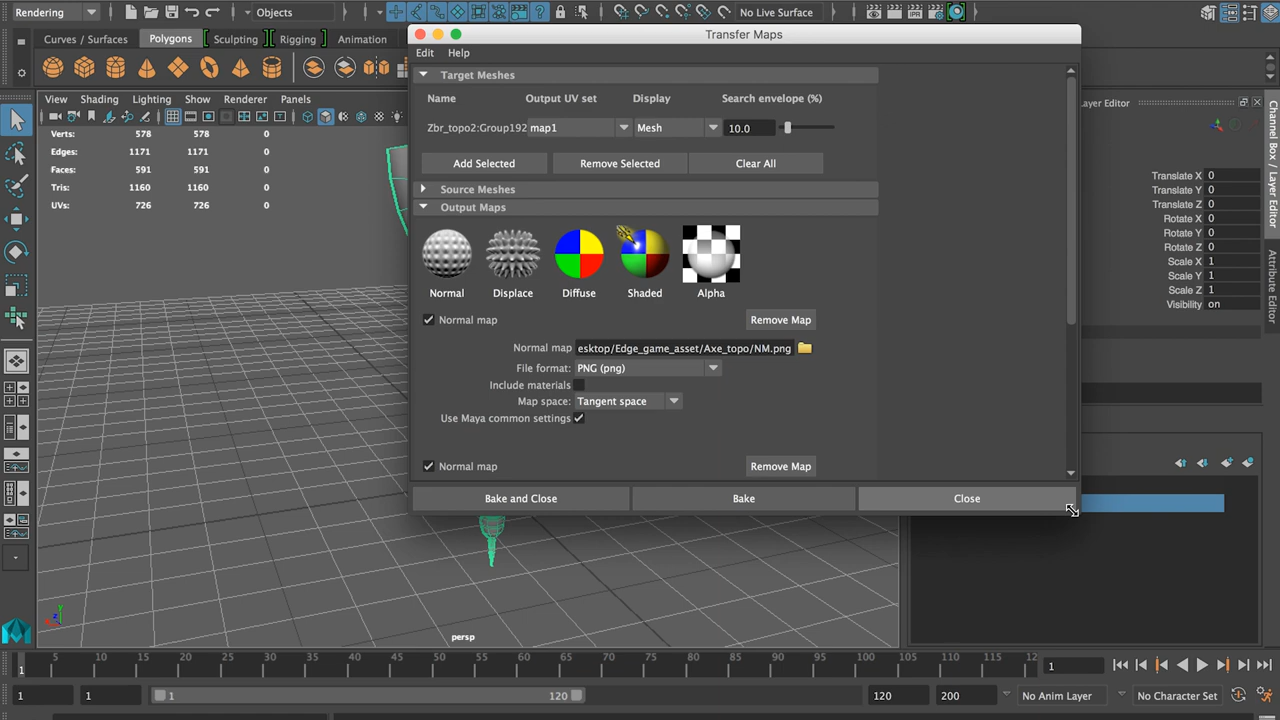 Rendering
Objects
No Live Surface
Curves / Surfaces
Polygons
Sculpting
Rigging
Animation
View
Shading
Lighting
Show
Renderer
Panels
Verts: 578 578 0
Edges: 1171 1171 0
Faces: 591 591 0
Tris: 1160 1160 0
UVs: 726 726 0
Transfer Maps
Edit Help
Target Meshes
Name Output UV set Display Search envelope (%)
Zbr_topo2:Group192 map1 Mesh 10.0
Add Selected Remove Selected Clear All
Source Meshes
Output Maps
Normal Displace Diffuse Shaded Alpha
Normal map Remove Map
Normal map esktop/Edge_game_asset/Axe_topo/NM.png
File format: PNG (png)
Include materials
Map space: Tangent space
Use Maya common settings
Normal map Remove Map
Bake and Close Bake Close
ayer Editor
Translate X 0
Translate Y 0
Translate Z 0
Rotate X 0
Rotate Y 0
Rotate Z 0
Scale X 1
Scale Y 1
Scale Z 1
Visibility on
Channel Box / Layer Editor
Attribute Editor
persp
5 10 15 20 25 30 35 40 45 50 55 60 65 70 75 80 85 90 95 100 105 110 115 12
1
1
1 1 1 120 120 200 No Anim Layer No Character Set